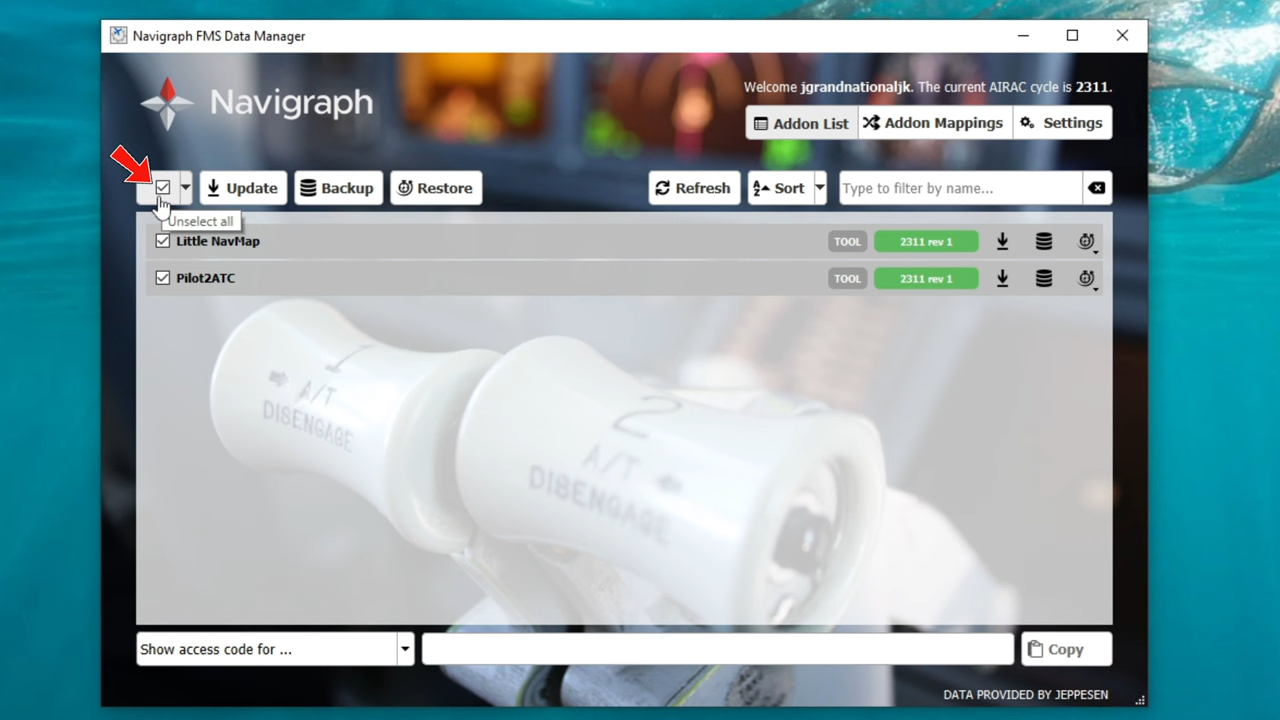 Navigraph FMS Data Manager
Navigraph
Welcome jgrandnationaljk. The current AIRAC cycle is 2311.
Addon List
Addon Mappings
Settings
Update
Backup
Restore
Refresh
Sort
Type to filter by name...
Unselect all
Little NavMap
TOOL
2311 rev 1
Pilot2ATC
TOOL
2311 rev 1
1
A/T
DISENGAGE
2
A/T
DISENGAGE
Show access code for ...
Copy
DATA PROVIDED BY JEPPESEN